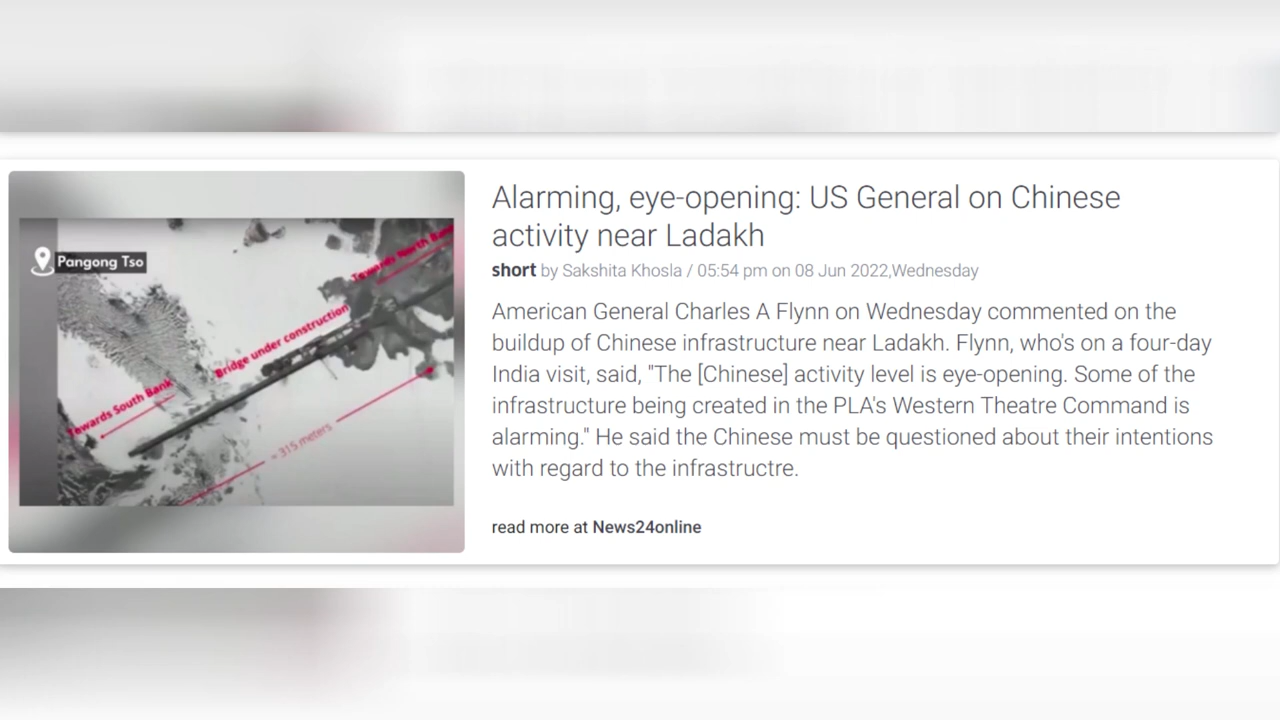 Pangong Tso
Towards North Bank
Bridge under construction
Towards South Bank
≈ 315 meters
Alarming, eye-opening: US General on Chinese
activity near Ladakh
short by Sakshita Khosla / 05:54 pm on 08 Jun 2022,Wednesday
American General Charles A Flynn on Wednesday commented on the
buildup of Chinese infrastructure near Ladakh. Flynn, who's on a four-day
India visit, said, "The [Chinese] activity level is eye-opening. Some of the
infrastructure being created in the PLA's Western Theatre Command is
alarming." He said the Chinese must be questioned about their intentions
with regard to the infrastructre.
read more at News24online